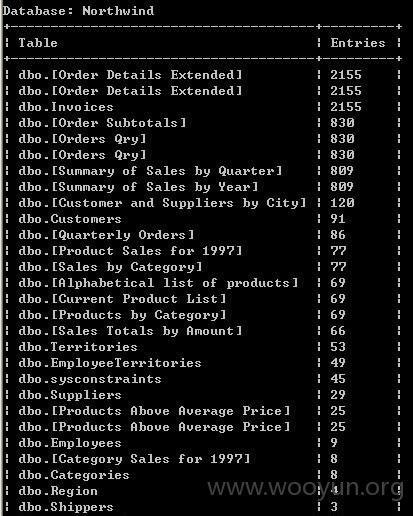 Database: Northwind
Table | Entries
dbo.[Order Details Extended] | 2155
dbo.[Order Details Extended] | 2155
dbo.Invoices | 2155
dbo.[Order Subtotals] | 830
dbo.[Orders Qry] | 830
dbo.[Orders Qry] | 830
dbo.[Summary of Sales by Quarter] | 809
dbo.[Summary of Sales by Year] | 809
dbo.[Customer and Suppliers by City] | 120
dbo.Customers | 91
dbo.[Quarterly Orders] | 86
dbo.[Product Sales for 1997] | 77
dbo.[Sales by Category] | 77
dbo.[Alphabetical list of products] | 69
dbo.[Current Product List] | 69
dbo.[Products by Category] | 69
dbo.[Sales Totals by Amount] | 66
dbo.Territories | 53
dbo.EmployeeTerritories | 49
dbo.sysconstraints | 45
dbo.Suppliers | 29
dbo.[Products Above Average Price] | 25
dbo.[Products Above Average Price] | 25
dbo.Employees | 9
dbo.[Category Sales for 1997] | 8
dbo.Categories | 8
dbo.Region | 4
dbo.Shippers | 3
www.wooyun.org